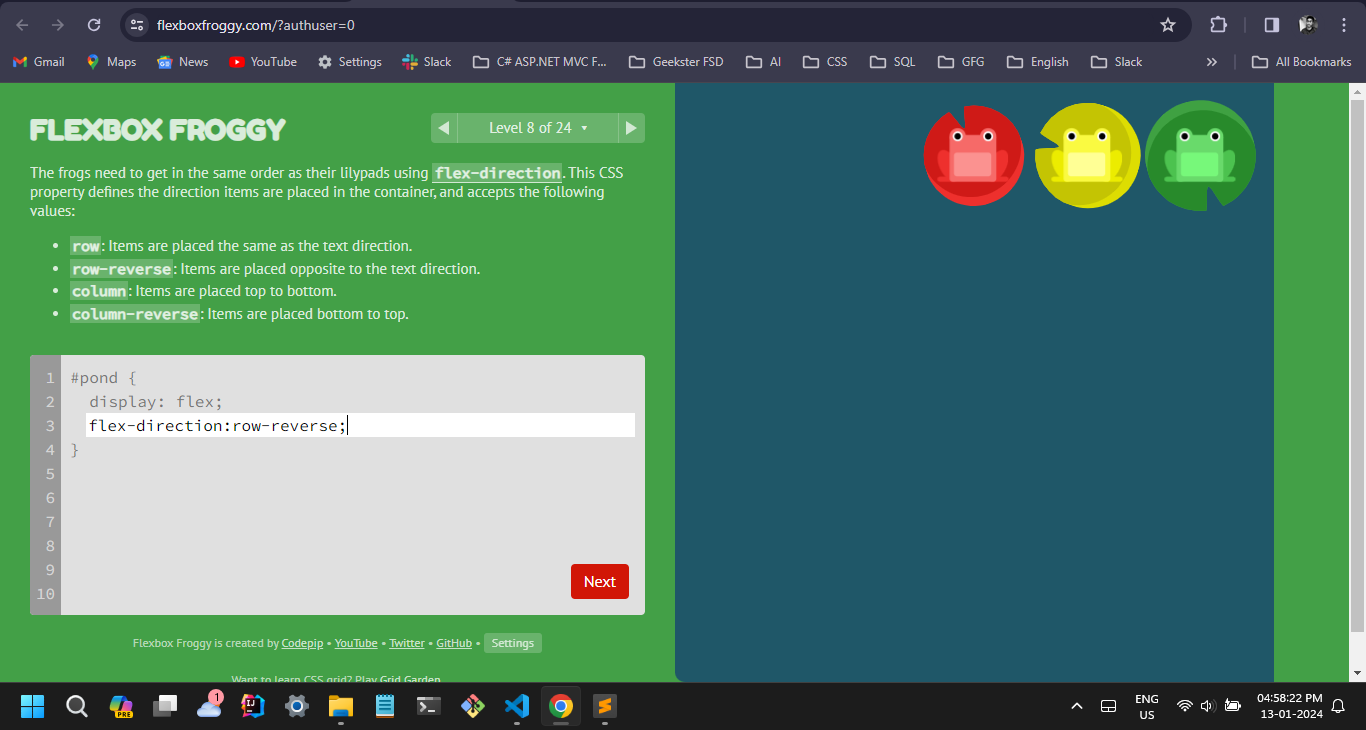 flexboxfroggy.com/?authuser=0
Gmail Maps News YouTube Settings Slack C# ASP.NET MVC F... Geekster FSD AI CSS SQL GFG English Slack » All Bookmarks
FLEXBOX FROGGY
Level 8 of 24
The frogs need to get in the same order as their lilypads using flex-direction. This CSS
property defines the direction items are placed in the container, and accepts the following
values:
• row: Items are placed the same as the text direction.
• row-reverse: Items are placed opposite to the text direction.
• column: Items are placed top to bottom.
• column-reverse: Items are placed bottom to top.
1 #pond {
2 display: flex;
3 flex-direction:row-reverse;
4 }
5
6
7
8
9
10
Next
Flexbox Froggy is created by Codepip • YouTube • Twitter • GitHub • Settings
Want to learn CSS grid? Play Grid Garden.
PRE
1
IJ
ENG
US
04:58:22 PM
13-01-2024